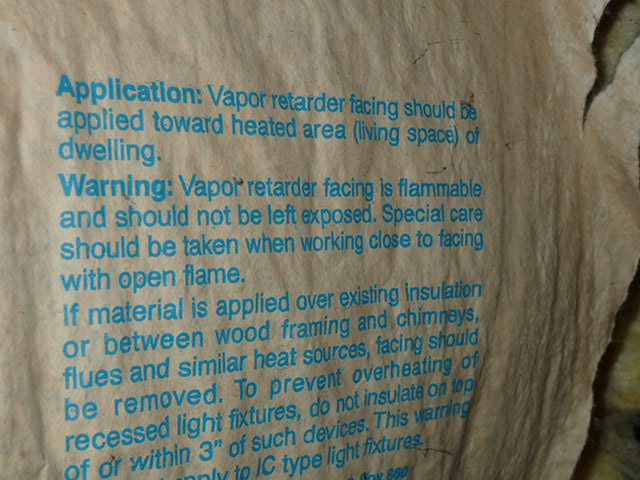 Application: Vapor retarder facing should be
applied toward heated area (living space) of
dwelling.
Warning: Vapor retarder facing is flammable
and should not be left exposed. Special care
should be taken when working close to facing
with open flame.
If material is applied over existing insulation
or between wood framing and chimneys,
flues and similar heat sources, facing should
be removed. To prevent overheating of
recessed light fixtures, do not insulate on top
of or within 3" of such devices. This warning
apply to IC type light fixtures.
Box 860